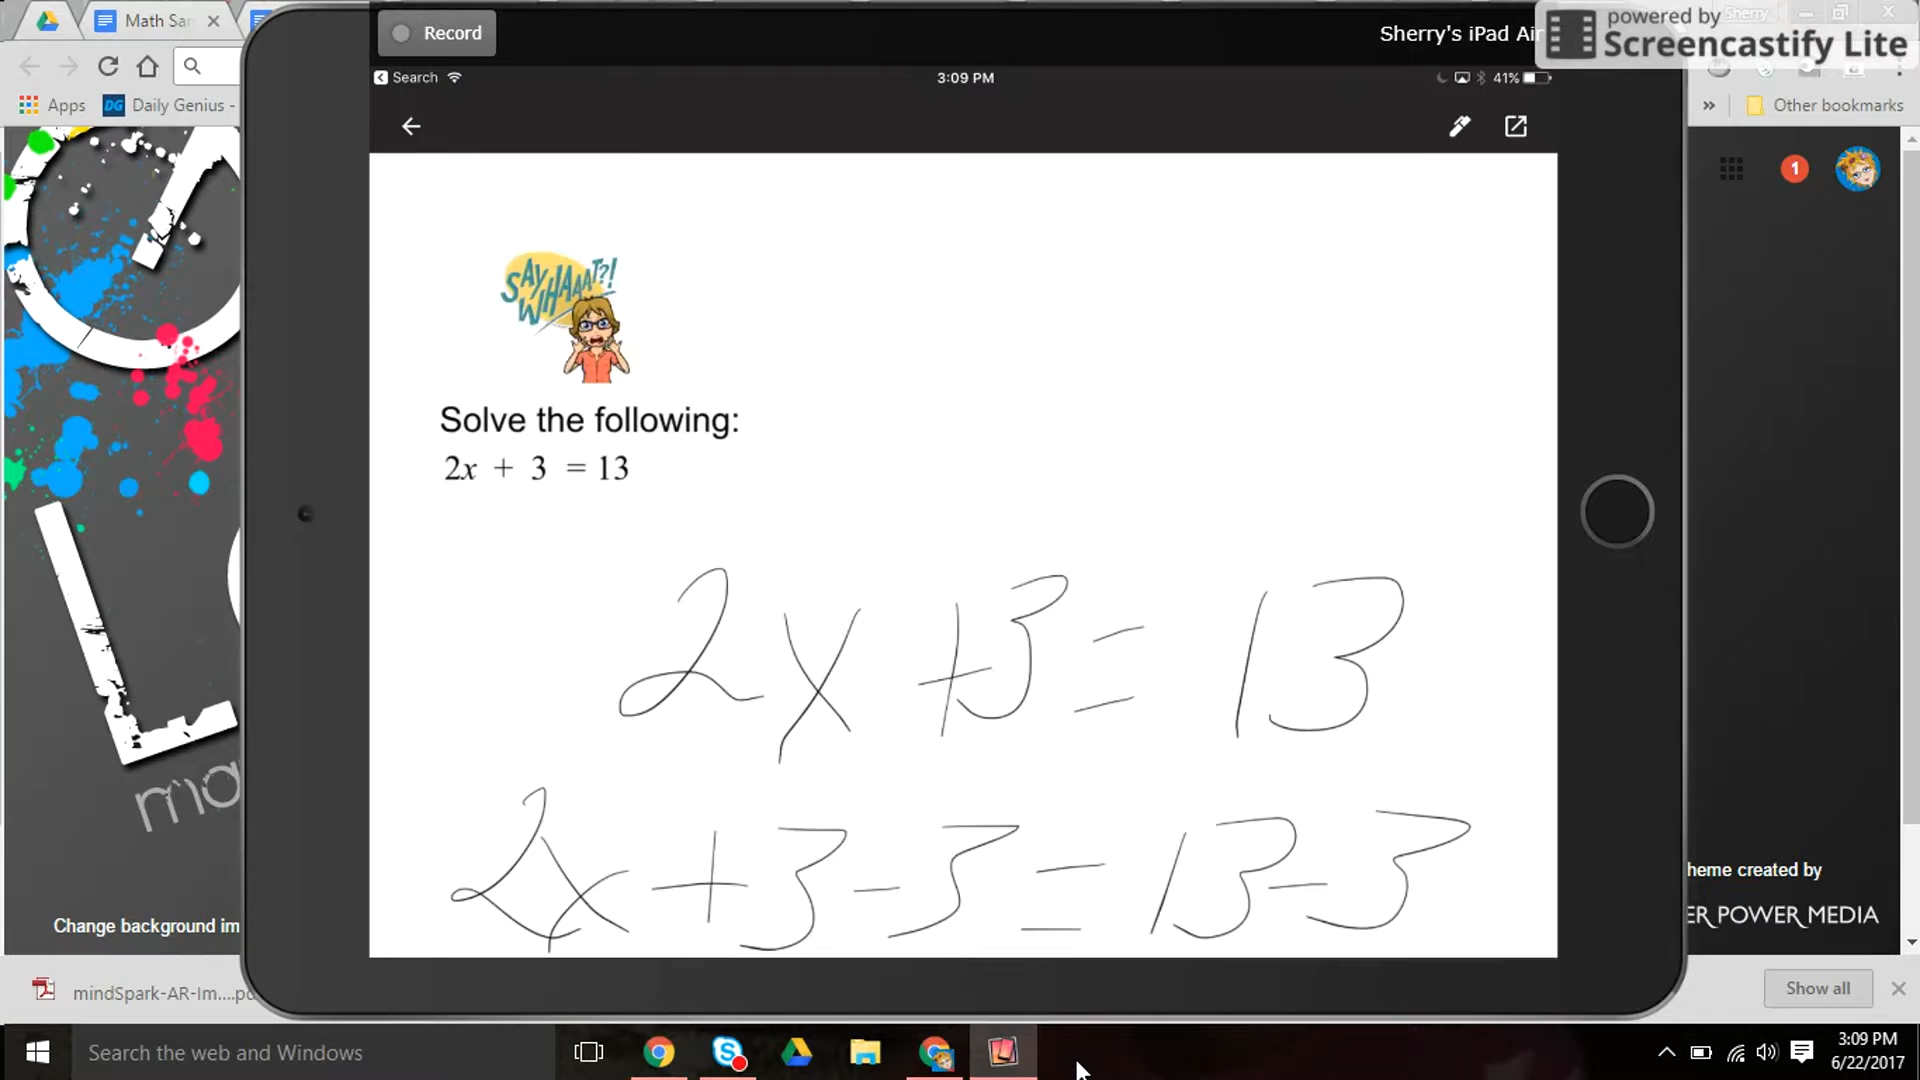 Math Sa
Record
Sherry's iPad Air
powered by
Screencastify Lite
Search
3:09 PM
41%
Apps
DG
Daily Genius -
Other bookmarks
1
SAY WHAAAT?!
Solve the following:
2x + 3 = 13
2x + 3 = 13
2x + 3 - 3 = 13 - 3
heme created by
ER POWER MEDIA
Change background im
mindSpark-AR-Im....pd
Show all
Search the web and Windows
3:09 PM
6/22/2017